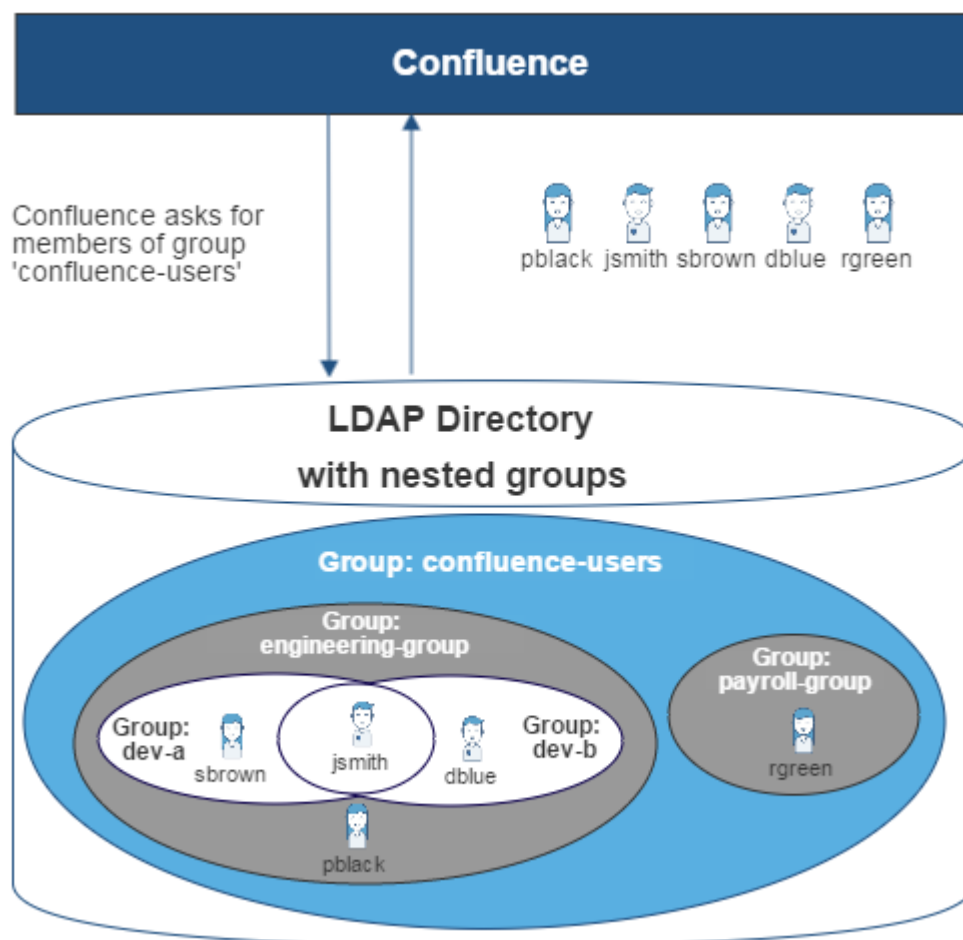 Confluence
Confluence asks for
members of group
'confluence-users'
pblack jsmith sbrown dblue rgreen
LDAP Directory
with nested groups
Group: confluence-users
Group:
engineering-group
Group:
payroll-group
Group:
dev-a
sbrown
jsmith
dblue
Group:
dev-b
rgreen
pblack